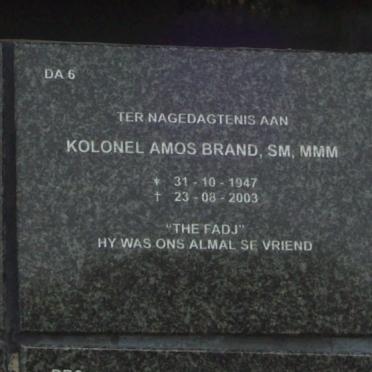 DA 6
TER NAGEDAGTENIS AAN
KOLONEL AMOS BRAND, SM, MMM
* 31 - 10 - 1947
† 23 - 08 - 2003
"THE FADJ"
HY WAS ONS ALMAL SE VRIEND